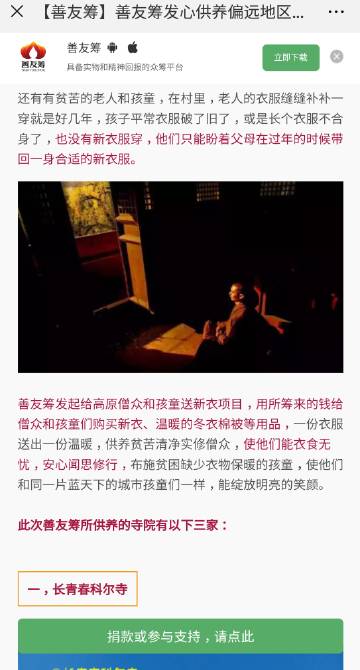 【善友筹】善友筹发心供养偏远地区...
善友筹
善友筹
具备实物和精神回报的众筹平台
立即下载
还有有贫苦的老人和孩童，在村里，老人的衣服缝缝补补一
穿就是好几年，孩子平常衣服破了旧了，或是长个衣服不合
身了，也没有新衣服穿，他们只能盼着父母在过年的时候带
回一身合适的新衣服。
善友筹发起给高原僧众和孩童送新衣项目，用所筹来的钱给
僧众和孩童们购买新衣、温暖的冬衣棉被等用品，一份衣服
送出一份温暖，供养贫苦清净实修僧众，使他们能衣食无
忧，安心闻思修行，布施贫困缺少衣物保暖的孩童，使他们
和同一片蓝天下的城市孩童们一样，能绽放明亮的笑颜。
此次善友筹所供养的寺院有以下三家：
一，长青春科尔寺
捐款或参与支持，请点此